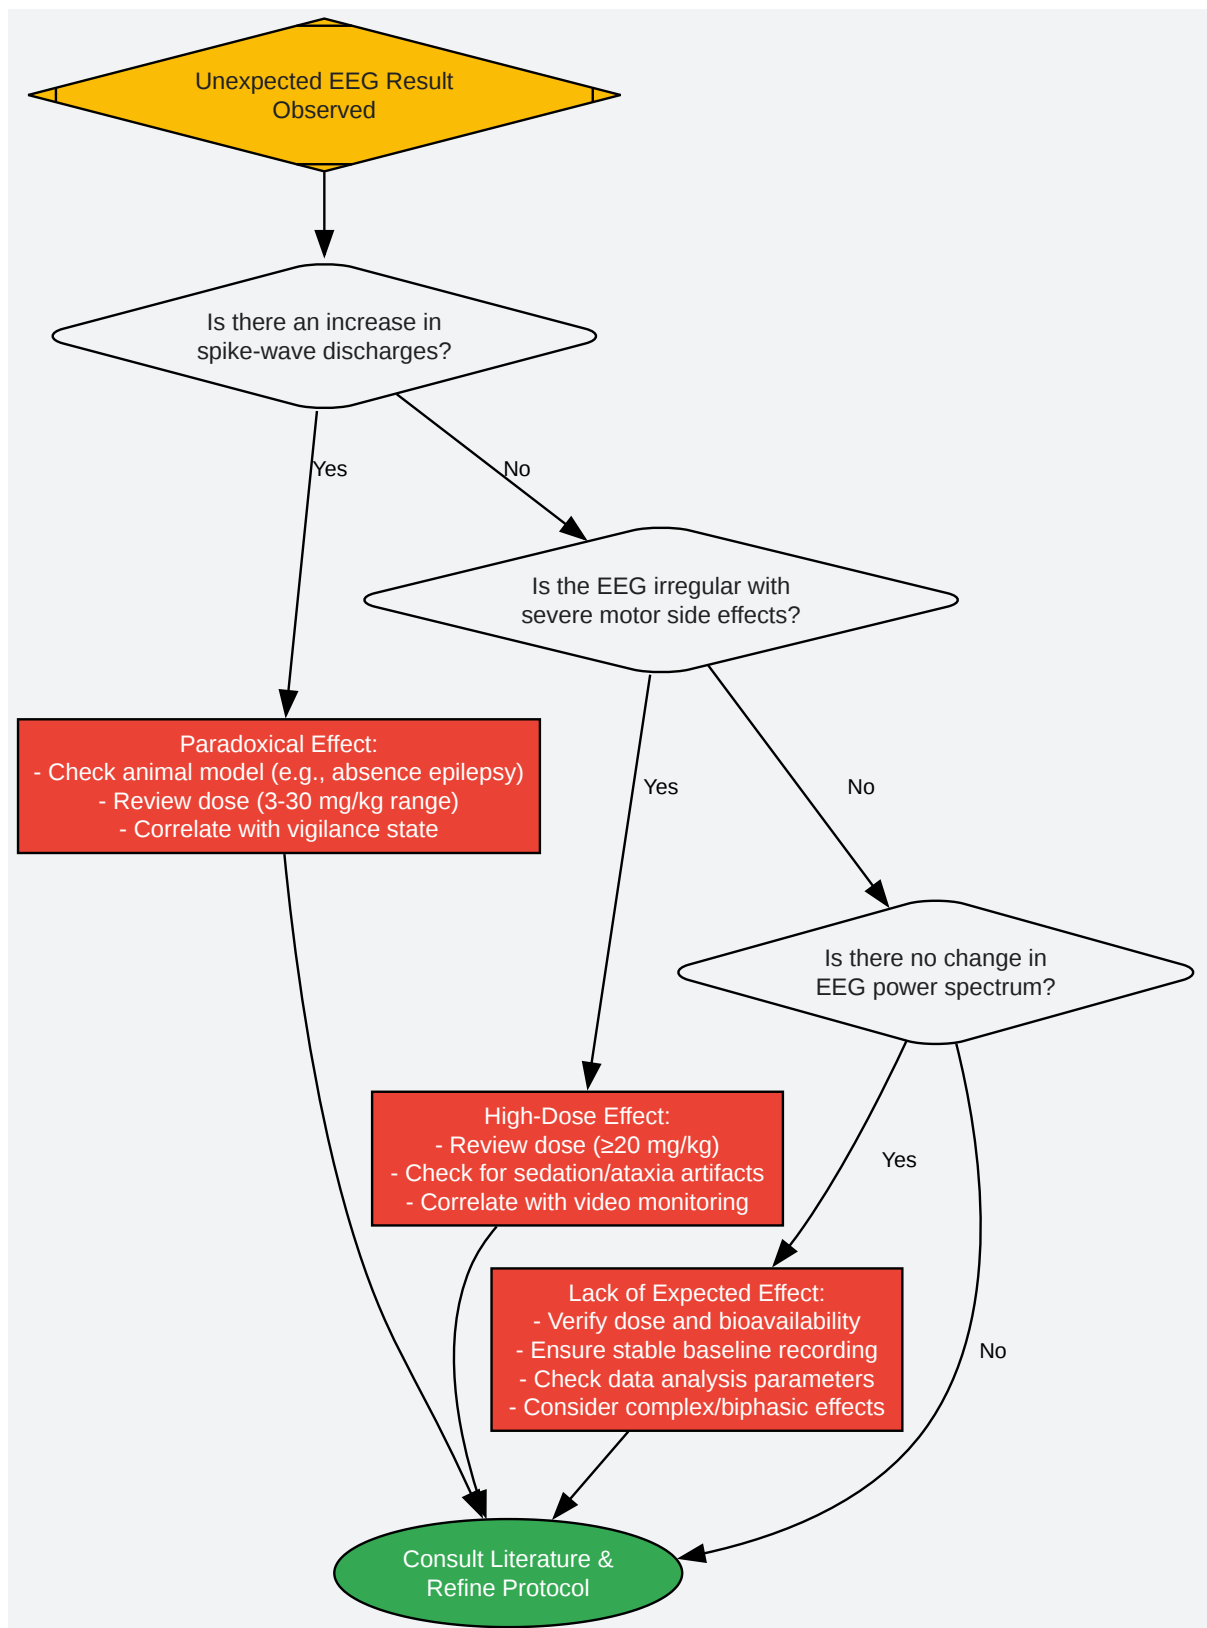 Unexpected EEG Result
Observed
Is there an increase in
spike-wave discharges?
Yes
No
Is the EEG irregular with
severe motor side effects?
Paradoxical Effect:
- Check animal model (e.g., absence epilepsy)
- Review dose (3-30 mg/kg range)
- Correlate with vigilance state
Yes
No
Is there no change in
EEG power spectrum?
High-Dose Effect:
- Review dose (≥20 mg/kg)
- Check for sedation/ataxia artifacts
- Correlate with video monitoring
Yes
Lack of Expected Effect:
- Verify dose and bioavailability
- Ensure stable baseline recording
- Check data analysis parameters
- Consider complex/biphasic effects
No
Consult Literature &
Refine Protocol